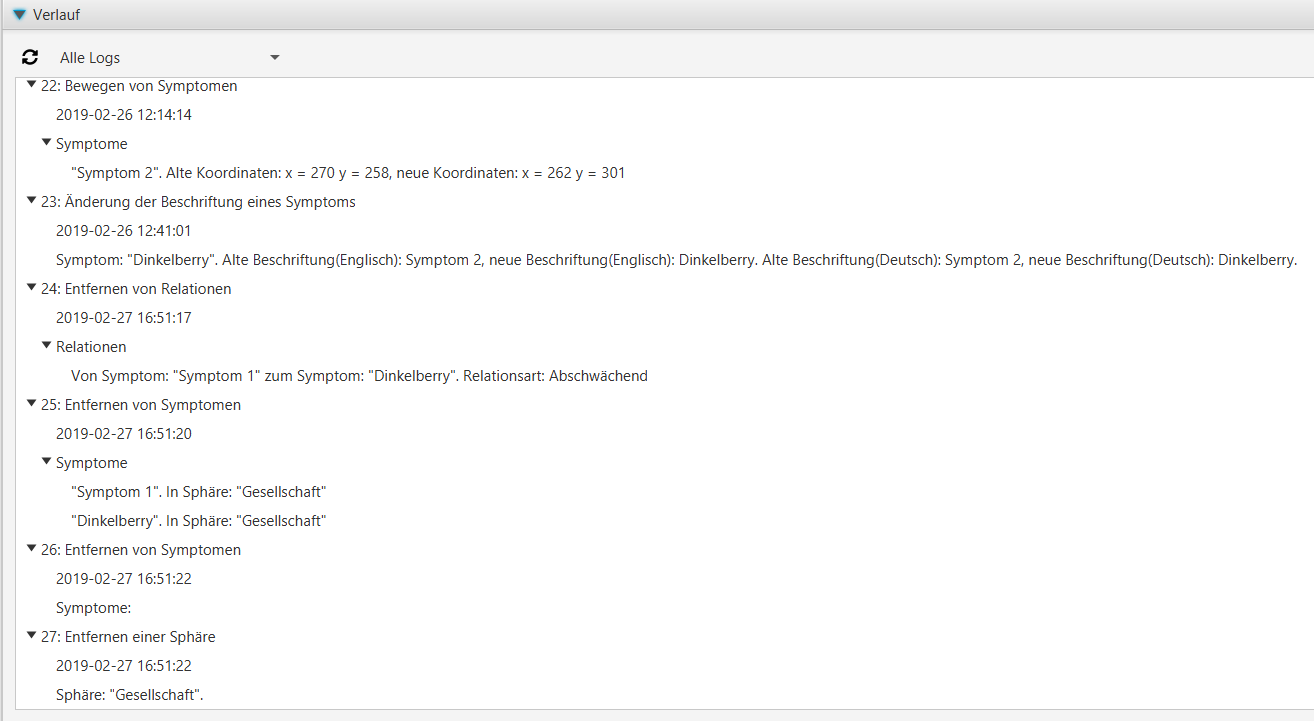 Verlauf
Alle Logs
22: Bewegen von Symptomen
2019-02-26 12:14:14
Symptome
"Symptom 2". Alte Koordinaten: x = 270 y = 258, neue Koordinaten: x = 262 y = 301
23: Änderung der Beschriftung eines Symptoms
2019-02-26 12:41:01
Symptom: "Dinkelberry". Alte Beschriftung(Englisch): Symptom 2, neue Beschriftung(Englisch): Dinkelberry. Alte Beschriftung(Deutsch): Symptom 2, neue Beschriftung(Deutsch): Dinkelberry.
24: Entfernen von Relationen
2019-02-27 16:51:17
Relationen
Von Symptom: "Symptom 1" zum Symptom: "Dinkelberry". Relationsart: Abschwächend
25: Entfernen von Symptomen
2019-02-27 16:51:20
Symptome
"Symptom 1". In Sphäre: "Gesellschaft"
"Dinkelberry". In Sphäre: "Gesellschaft"
26: Entfernen von Symptomen
2019-02-27 16:51:22
Symptome:
27: Entfernen einer Sphäre
2019-02-27 16:51:22
Sphäre: "Gesellschaft".